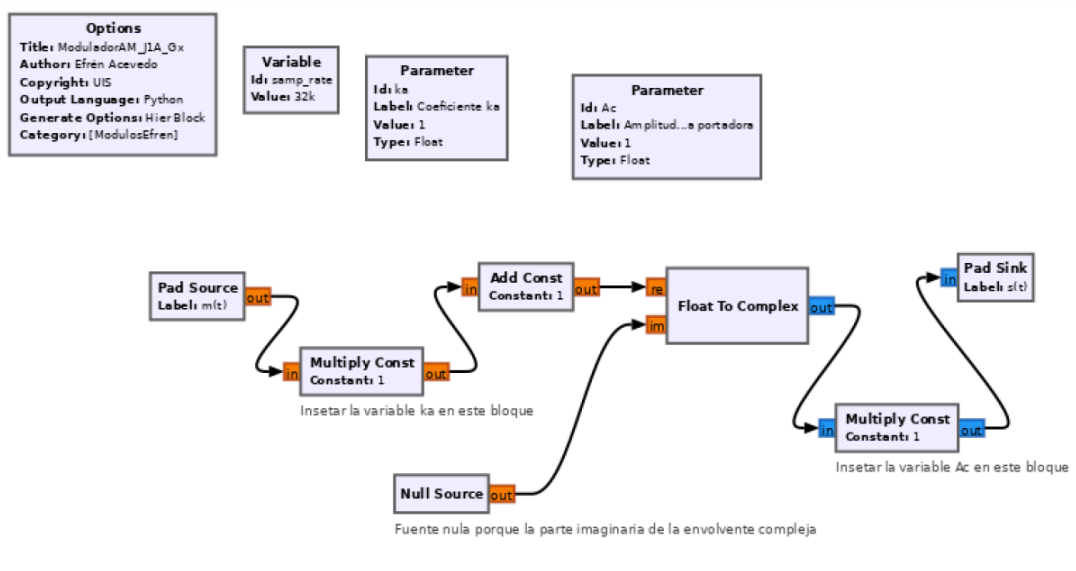 Options
Title: ModuladorAM_J1A_Gx
Author: Efrén Acevedo
Copyright: UIS
Output Language: Python
Generate Options: Hier Block
Category: [ModulosEfren]
Variable
Id: samp_rate
Value: 32k
Parameter
Id: ka
Label: Coeficiente ka
Value: 1
Type: Float
Parameter
Id: Ac
Label: Amplitud...a portadora
Value: 1
Type: Float
Pad Source
Label: m(t)
out
in
Multiply Const
Constant: 1
out
Insetar la variable ka en este bloque
in
Add Const
Constant: 1
out
Null Source
out
Fuente nula porque la parte imaginaria de la envolvente compleja
re
im
Float To Complex
out
in
Multiply Const
Constant: 1
out
Insetar la variable Ac en este bloque
in
Pad Sink
Label: s(t)